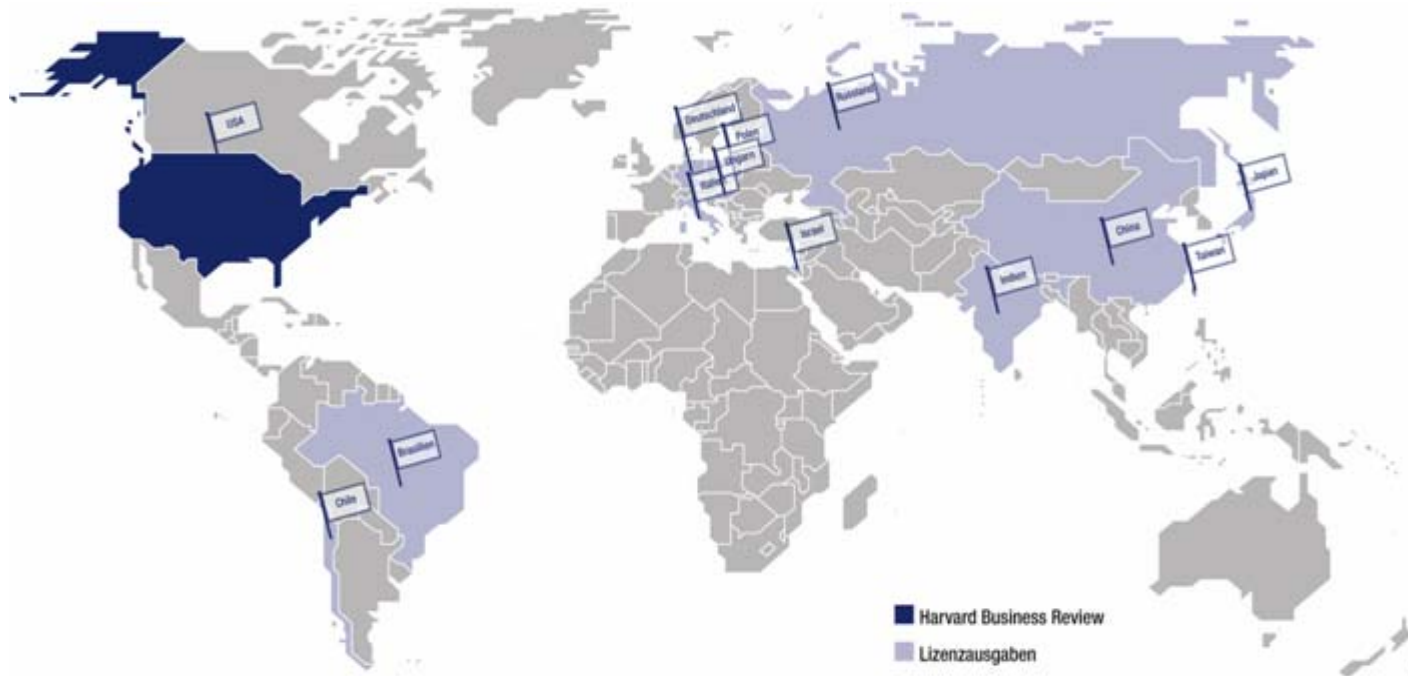 USA
Deutschland
Polen
Ungarn
Italien
Russland
Japan
Israel
China
Taiwan
Indien
Brasilien
Chile
Harvard Business Review
Lizenzausgaben